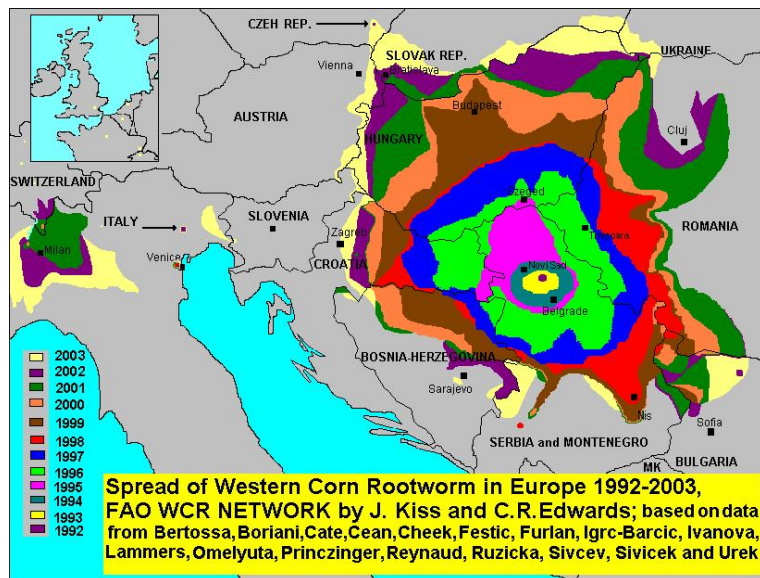 CZEH REP.
SLOVAK REP.
UKRAINE
Vienna
Bratislava
AUSTRIA
Budapest
HUNGARY
Cluj
SWITZERLAND
ITALY
SLOVENIA
Szeged
ROMANIA
Milan
Zagreb
Venice
CROATIA
Novi Sad
Belgrade
BOSNIA-HERZEGOVINA
Sarajevo
Nis
SERBIA and MONTENEGRO
Sofia
MK
BULGARIA
2003
2002
2001
2000
1999
1998
1997
1996
1995
1994
1993
1992
Spread of Western Corn Rootworm in Europe 1992-2003,
FAO WCR NETWORK by J. Kiss and C.R.Edwards; based on data
from Bertossa,Boriani,Cate,Cean,Cheek,Festic, Furlan, Igrc-Barcic, Ivanova,
Lammers, Omelyuta, Princzinger, Reynaud, Ruzicka, Sivcev, Sivicek and Urek